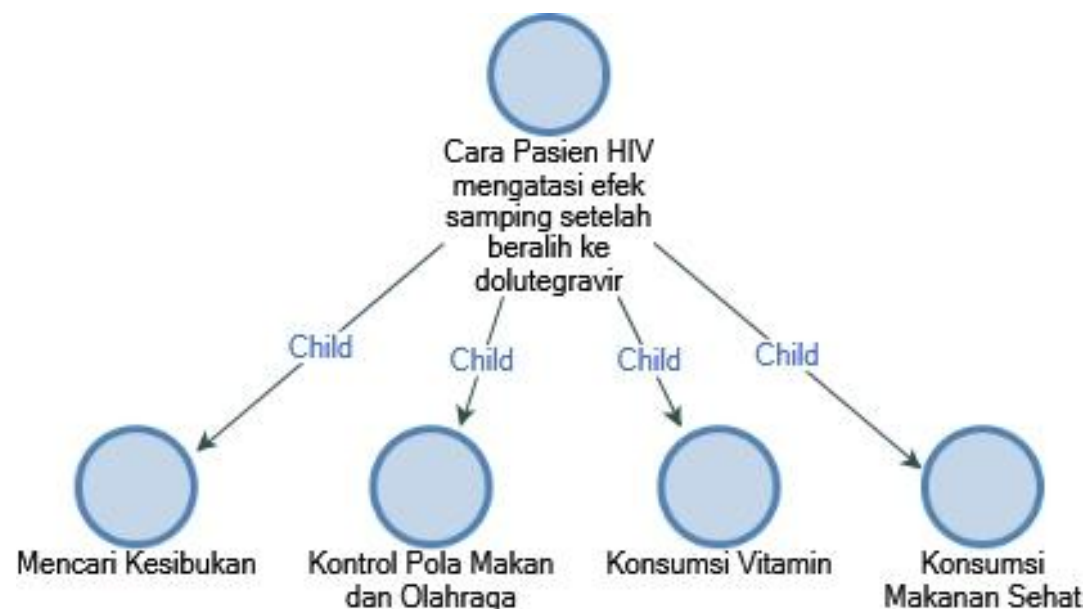 Cara Pasien HIV
mengatasi efek
samping setelah
beralih ke
dolutegravir
Child
Child
Child
Child
Mencari Kesibukan
Kontrol Pola Makan
dan Olahraga
Konsumsi Vitamin
Konsumsi
Makanan Sehat